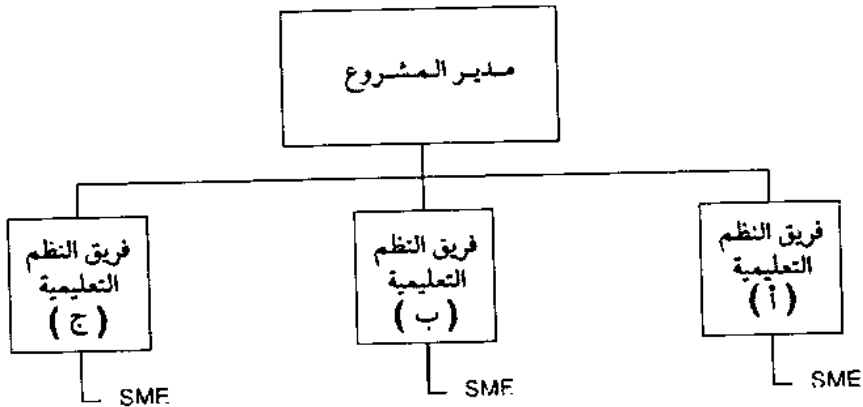 مدير المشروع
فريق النظم
التعليمية
( أ )
فريق النظم
التعليمية
( ب )
فريق النظم
التعليمية
( ج )
SME
SME
SME